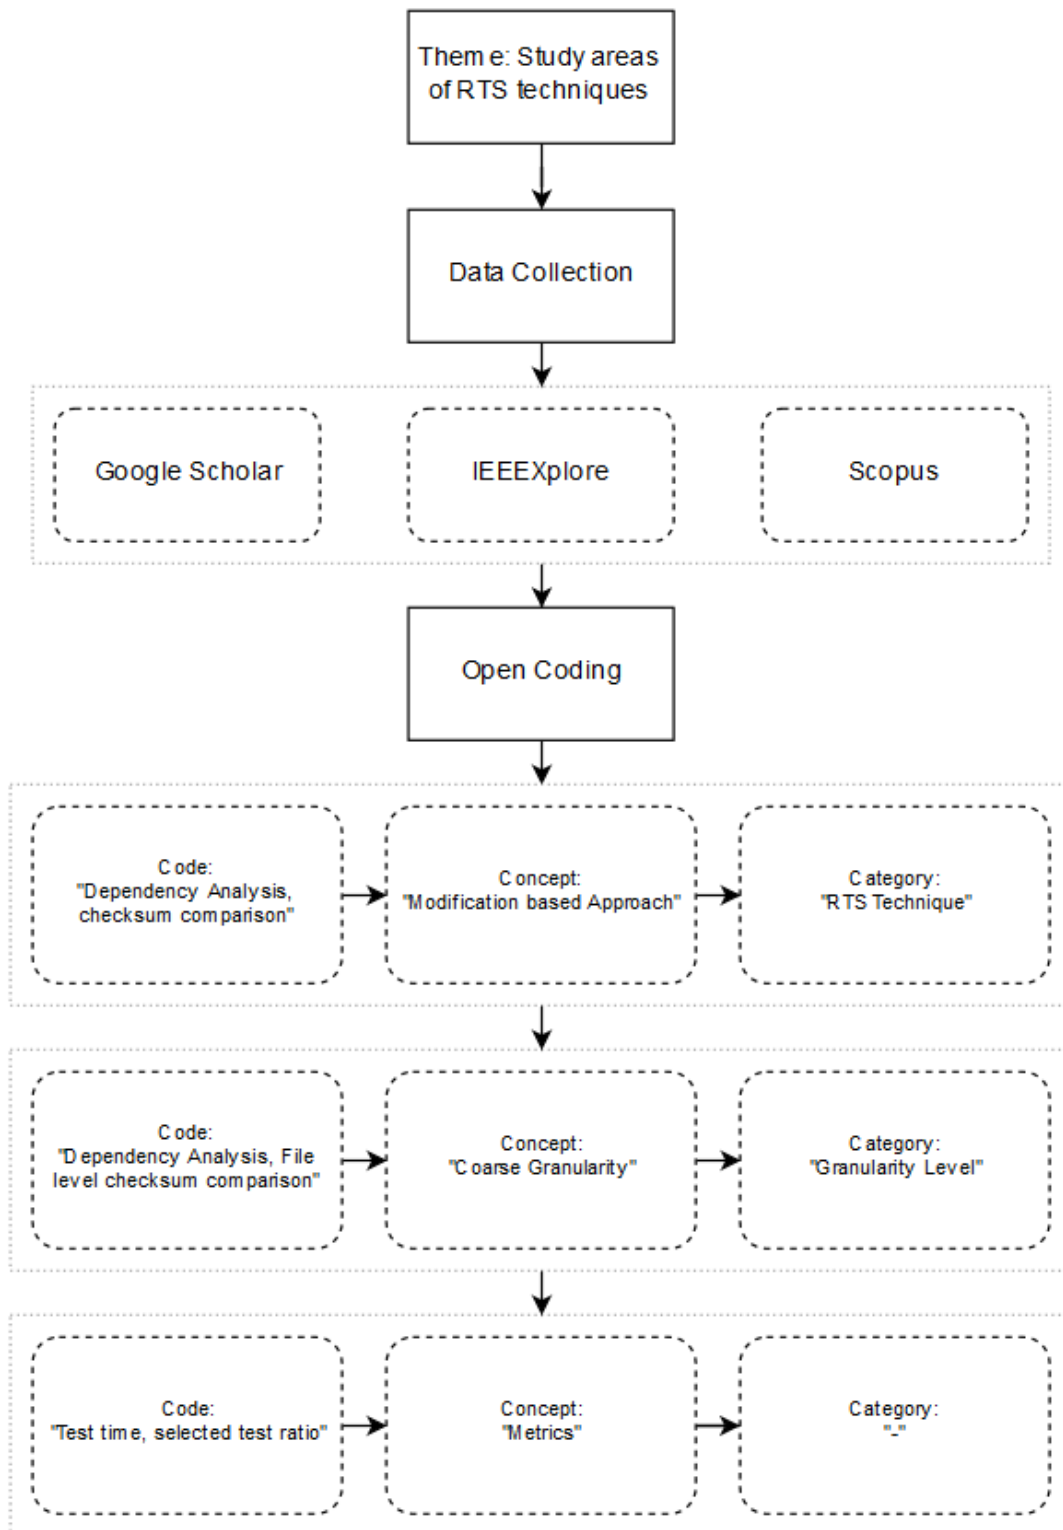 Theme: Study areas
of RTS techniques
Data Collection
Google Scholar
IEEEXplore
Scopus
Open Coding
Code:
"Dependency Analysis,
checksum comparison"
Concept:
"Modification based Approach"
Category:
"RTS Technique"
Code:
"Dependency Analysis, File
level checksum comparison"
Concept:
"Coarse Granularity"
Category:
"Granularity Level"
Code:
"Test time, selected test ratio"
Concept:
"Metrics"
Category:
"-"